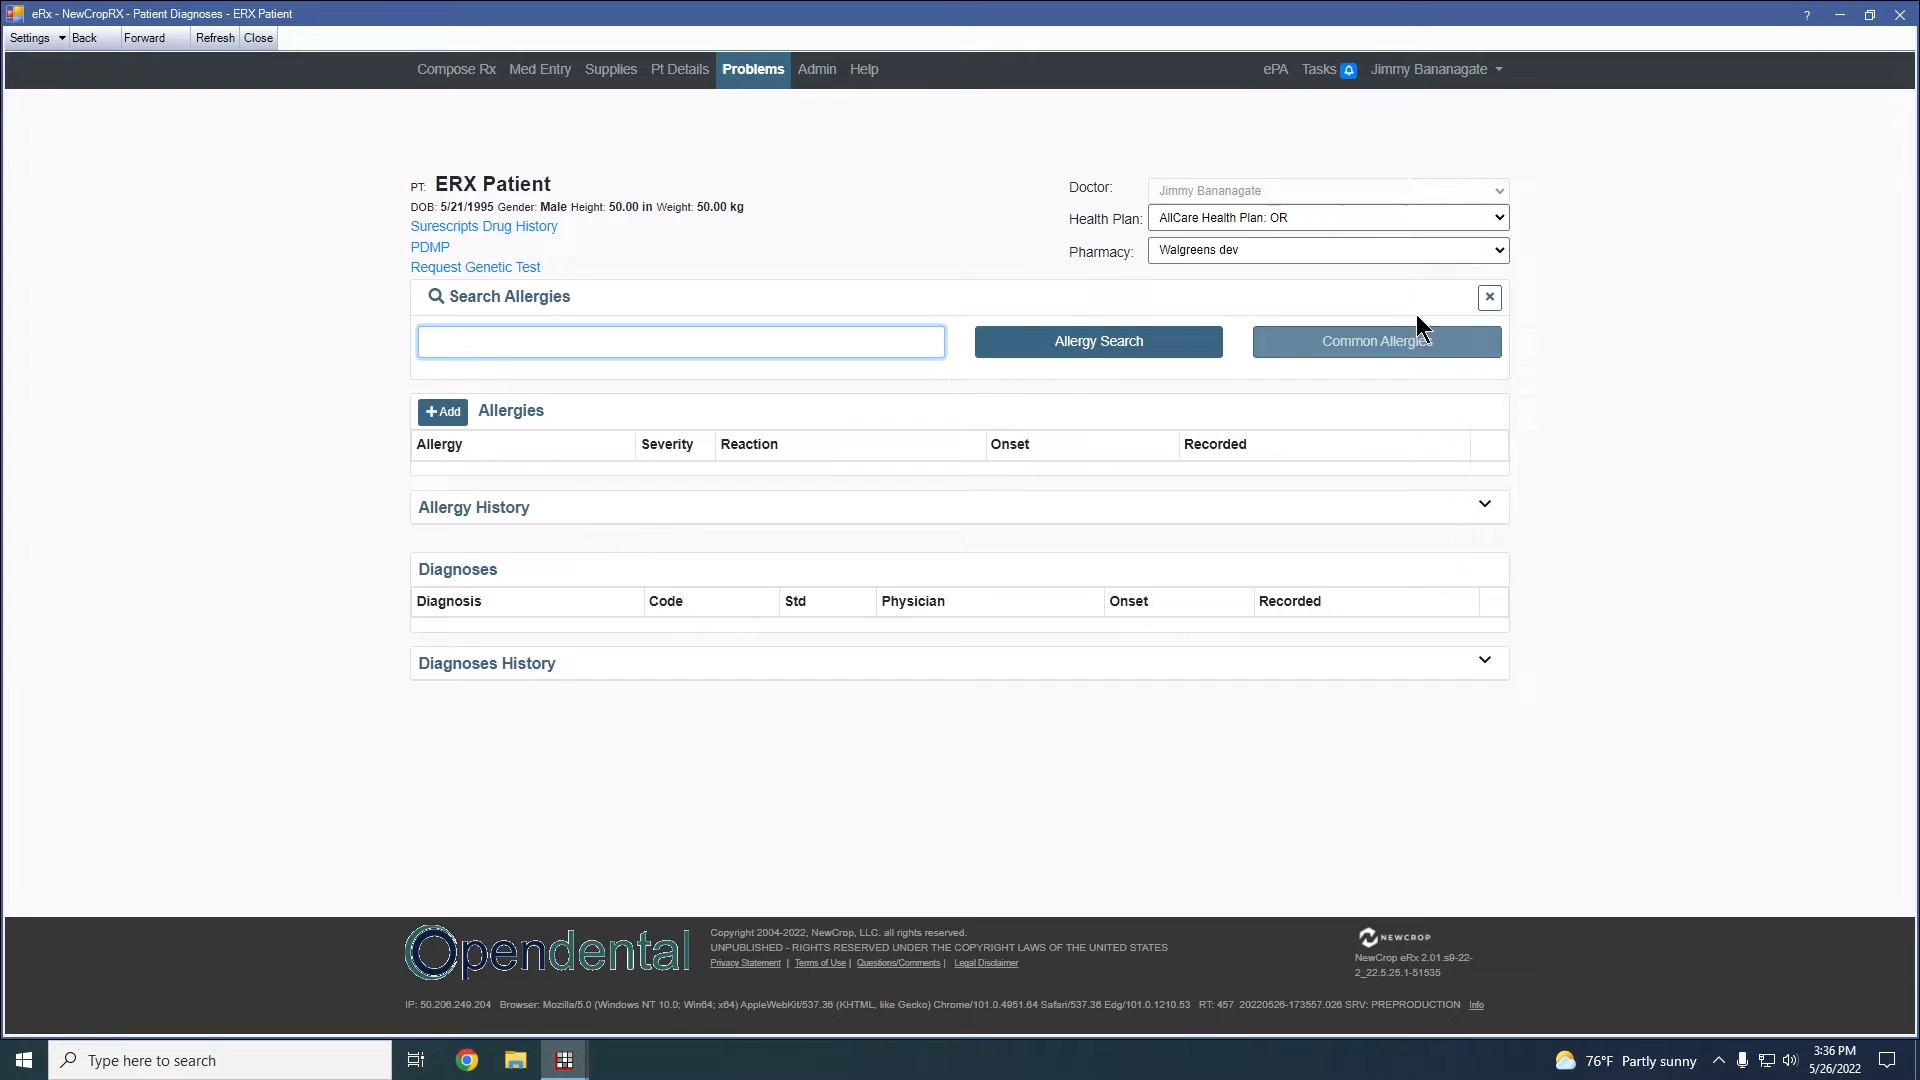 eRx - NewCropRX - Patient Diagnoses - ERX Patient
?
Settings Back Forward Refresh Close
Compose Rx Med Entry Supplies Pt Details Problems Admin Help ePA Tasks Jimmy Bananagate
PT: ERX Patient
DOB: 5/21/1995 Gender: Male Height: 50.00 in Weight: 50.00 kg
Surescripts Drug History
PDMP
Request Genetic Test
Doctor: Jimmy Bananagate
Health Plan: AllCare Health Plan: OR
Pharmacy: Walgreens dev
Search Allergies
Allergy Search Common Allergies
Add Allergies
Allergy Severity Reaction Onset Recorded
Allergy History
Diagnoses
Diagnosis Code Std Physician Onset Recorded
Diagnoses History
Opendental
Copyright 2004-2022, NewCrop, LLC. all rights reserved.
UNPUBLISHED - RIGHTS RESERVED UNDER THE COPYRIGHT LAWS OF THE UNITED STATES
Privacy Statement | Terms of Use | Questions/Comments | Legal Disclaimer
NEWCROP
NewCrop eRx 2.01.s9-22-
2_22.5.25.1-51535
IP: 50.206.249.204 Browser: Mozilla/5.0 (Windows NT 10.0; Win64; x64) AppleWebKit/537.36 (KHTML, like Gecko) Chrome/101.0.4951.64 Safari/537.36 Edg/101.0.1210.53 RT: 457 20220526-173557.026 SRV: PREPRODUCTION Info
Type here to search
76°F Partly sunny
3:36 PM
5/26/2022